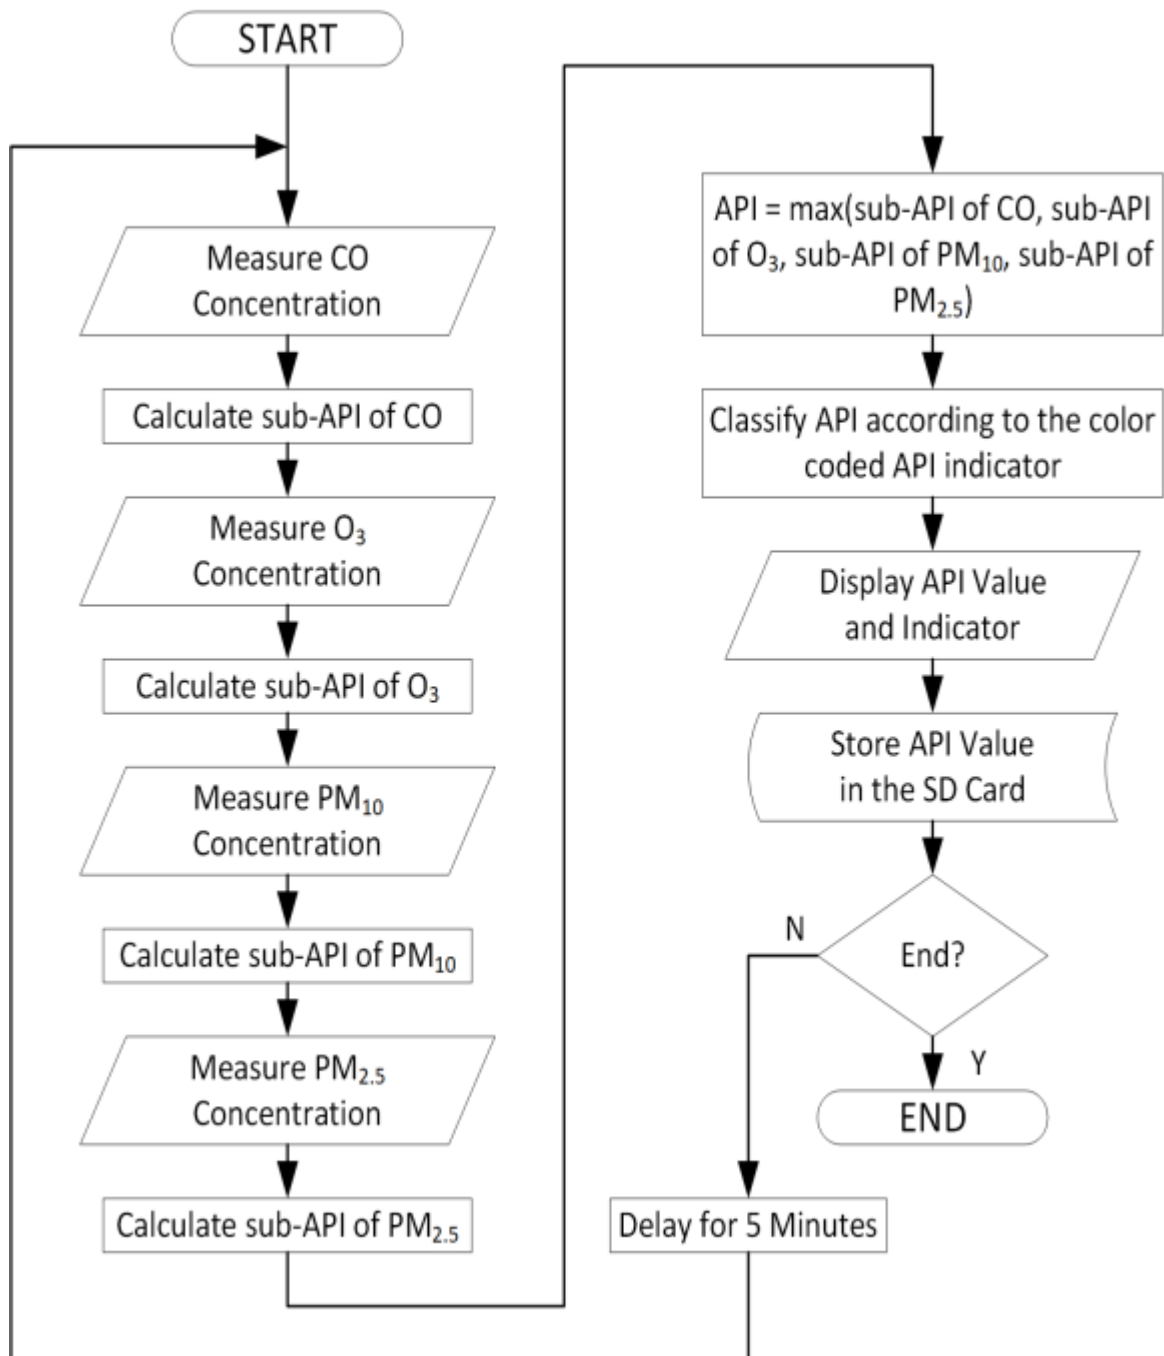 START
Measure CO
Concentration
Calculate sub-API of CO
Measure O₃
Concentration
Calculate sub-API of O₃
Measure PM₁₀
Concentration
Calculate sub-API of PM₁₀
Measure PM₂.₅
Concentration
Calculate sub-API of PM₂.₅
API = max(sub-API of CO, sub-API
of O₃, sub-API of PM₁₀, sub-API of
PM₂.₅)
Classify API according to the color
coded API indicator
Display API Value
and Indicator
Store API Value
in the SD Card
End?
N
Y
END
Delay for 5 Minutes